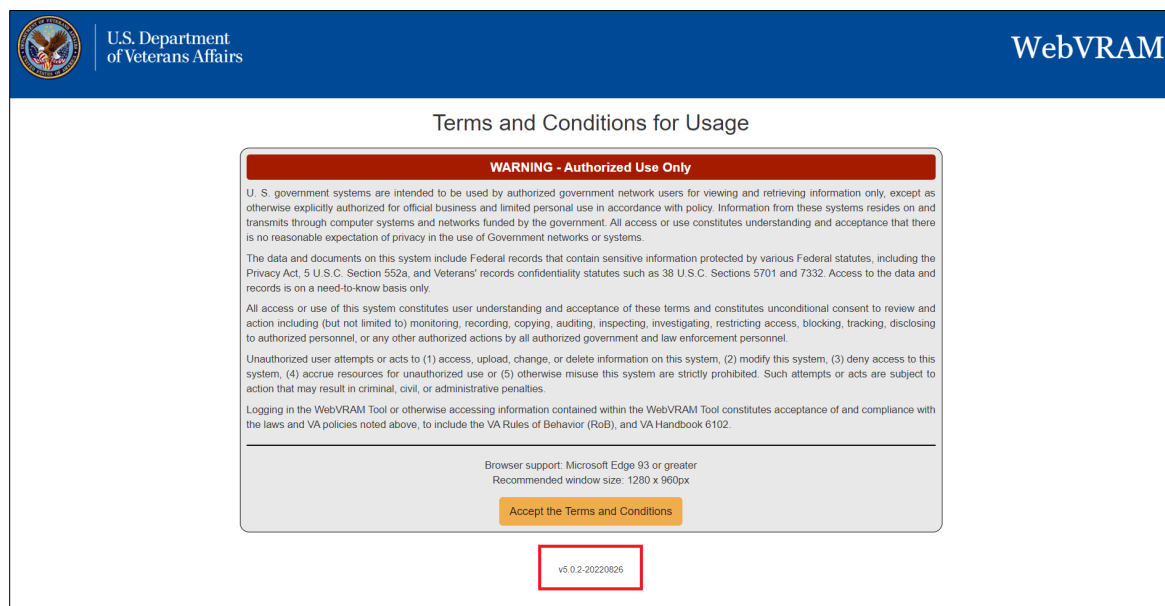 U.S. Department
of Veterans Affairs
WebVRAM
Terms and Conditions for Usage
WARNING - Authorized Use Only
U. S. government systems are intended to be used by authorized government network users for viewing and retrieving information only, except as
otherwise explicitly authorized for official business and limited personal use in accordance with policy. Information from these systems resides on and
transmits through computer systems and networks funded by the government. All access or use constitutes understanding and acceptance that there
is no reasonable expectation of privacy in the use of Government networks or systems.
The data and documents on this system include Federal records that contain sensitive information protected by various Federal statutes, including the
Privacy Act, 5 U.S.C. Section 552a, and Veterans' records confidentiality statutes such as 38 U.S.C. Sections 5701 and 7332. Access to the data and
records is on a need-to-know basis only.
All access or use of this system constitutes user understanding and acceptance of these terms and constitutes unconditional consent to review and
action including (but not limited to) monitoring, recording, copying, auditing, inspecting, investigating, restricting access, blocking, tracking, disclosing
to authorized personnel, or any other authorized actions by all authorized government and law enforcement personnel.
Unauthorized user attempts or acts to (1) access, upload, change, or delete information on this system, (2) modify this system, (3) deny access to this
system, (4) accrue resources for unauthorized use or (5) otherwise misuse this system are strictly prohibited. Such attempts or acts are subject to
action that may result in criminal, civil, or administrative penalties.
Logging in the WebVRAM Tool or otherwise accessing information contained within the WebVRAM Tool constitutes acceptance of and compliance with
the laws and VA policies noted above, to include the VA Rules of Behavior (RoB), and VA Handbook 6102.
Browser support: Microsoft Edge 93 or greater
Recommended window size: 1280 x 960px
Accept the Terms and Conditions
v5.0.2-20220826